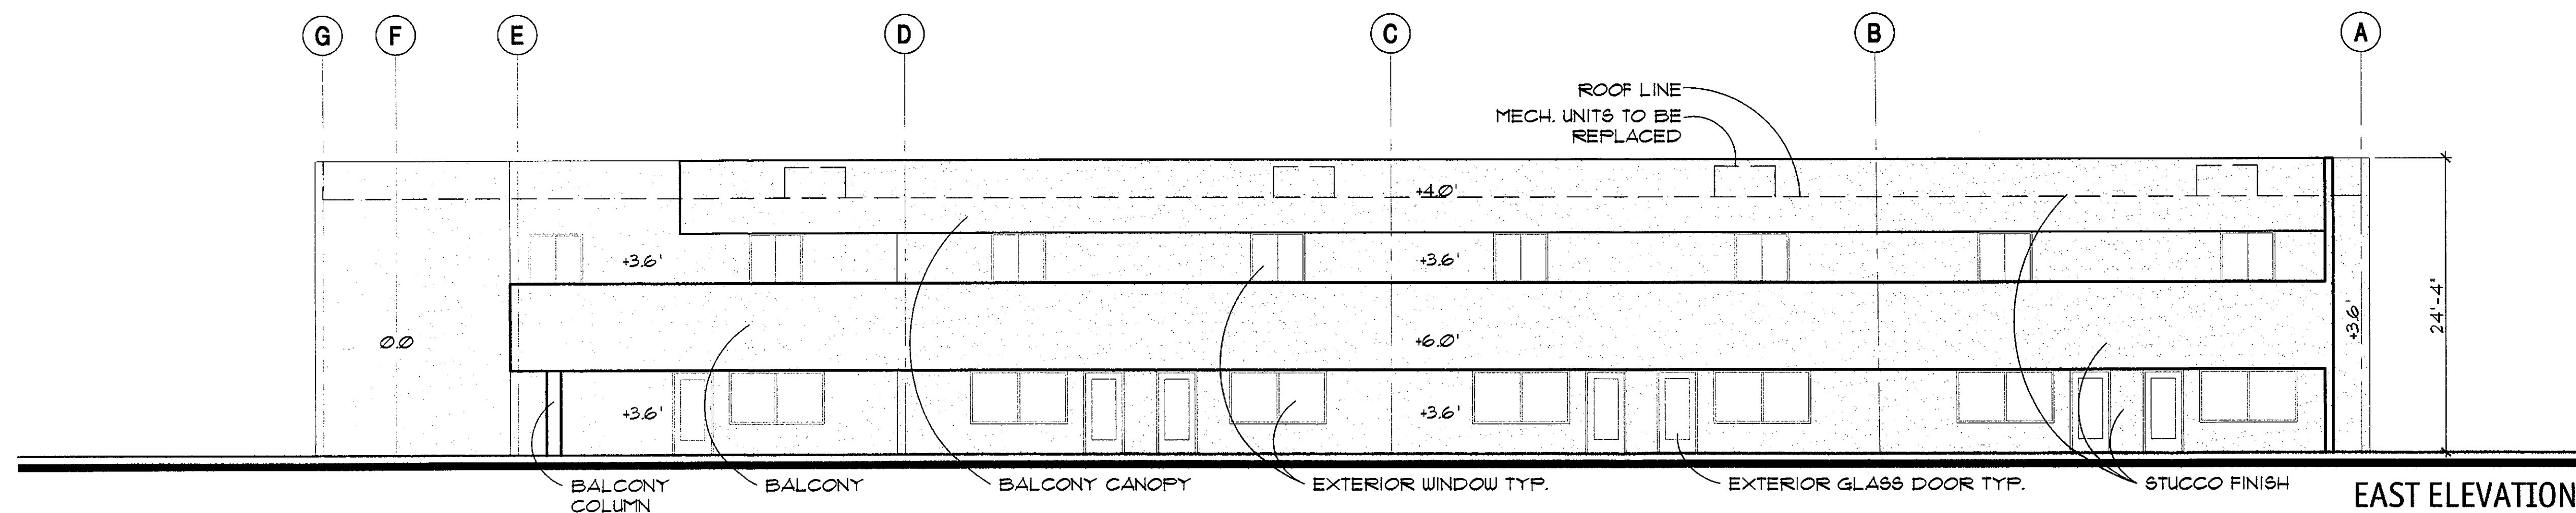 G F E D C B A
ROOF LINE
MECH. UNITS TO BE
REPLACED
+4.0'
+3.6'
+3.6'
0.0
+6.0'
+3.6'
24'-4"
+3.6'
+3.6'
BALCONY
COLUMN
BALCONY
BALCONY CANOPY
EXTERIOR WINDOW TYP.
EXTERIOR GLASS DOOR TYP.
STUCCO FINISH
EAST ELEVATION